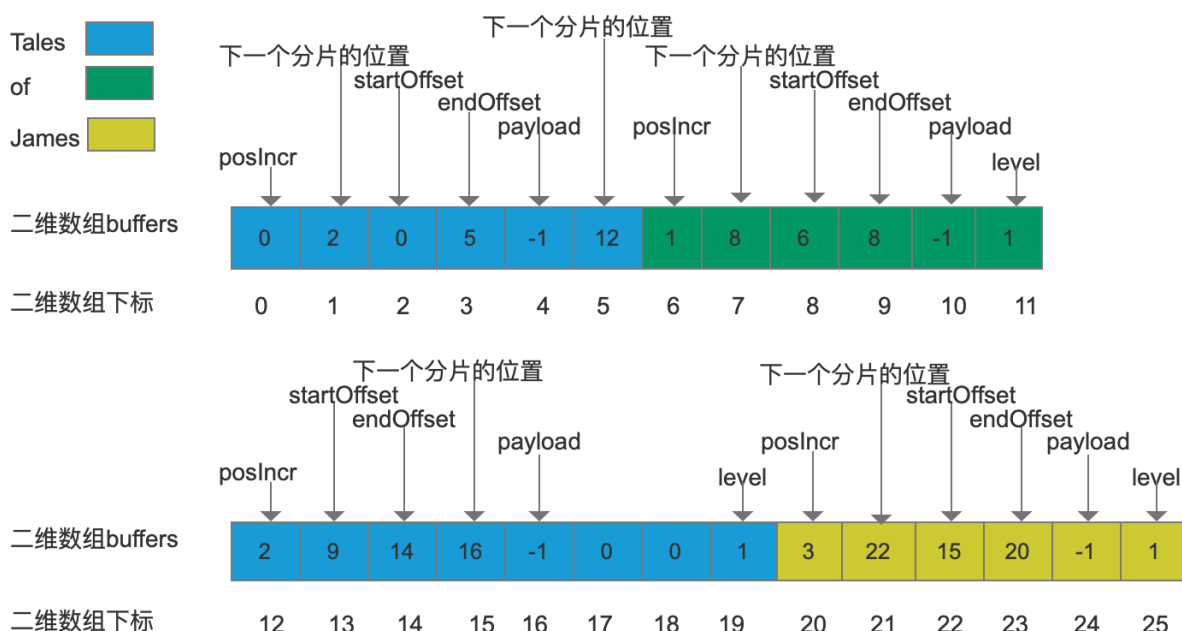 Tales
of
James
下一个分片的位置
下一个分片的位置
下一个分片的位置
startOffset
startOffset
endOffset
endOffset
payload
posIncr
payload
posIncr
level
二维数组buffers
0 2 0 5 -1 12 1 8 6 8 -1 1
二维数组下标
0 1 2 3 4 5 6 7 8 9 10 11
下一个分片的位置
下一个分片的位置
startOffset
startOffset
endOffset
endOffset
payload
posIncr
payload
posIncr
level
level
二维数组buffers
2 9 14 16 -1 0 0 1 3 22 15 20 -1 1
二维数组下标
12 13 14 15 16 17 18 19 20 21 22 23 24 25